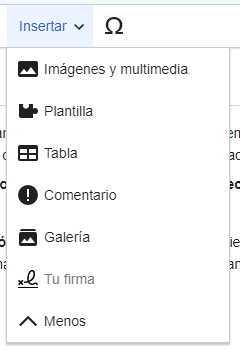 Insertar Ω
Imágenes y multimedia
Plantilla
Tabla
Comentario
Galería
Tu firma
Menos